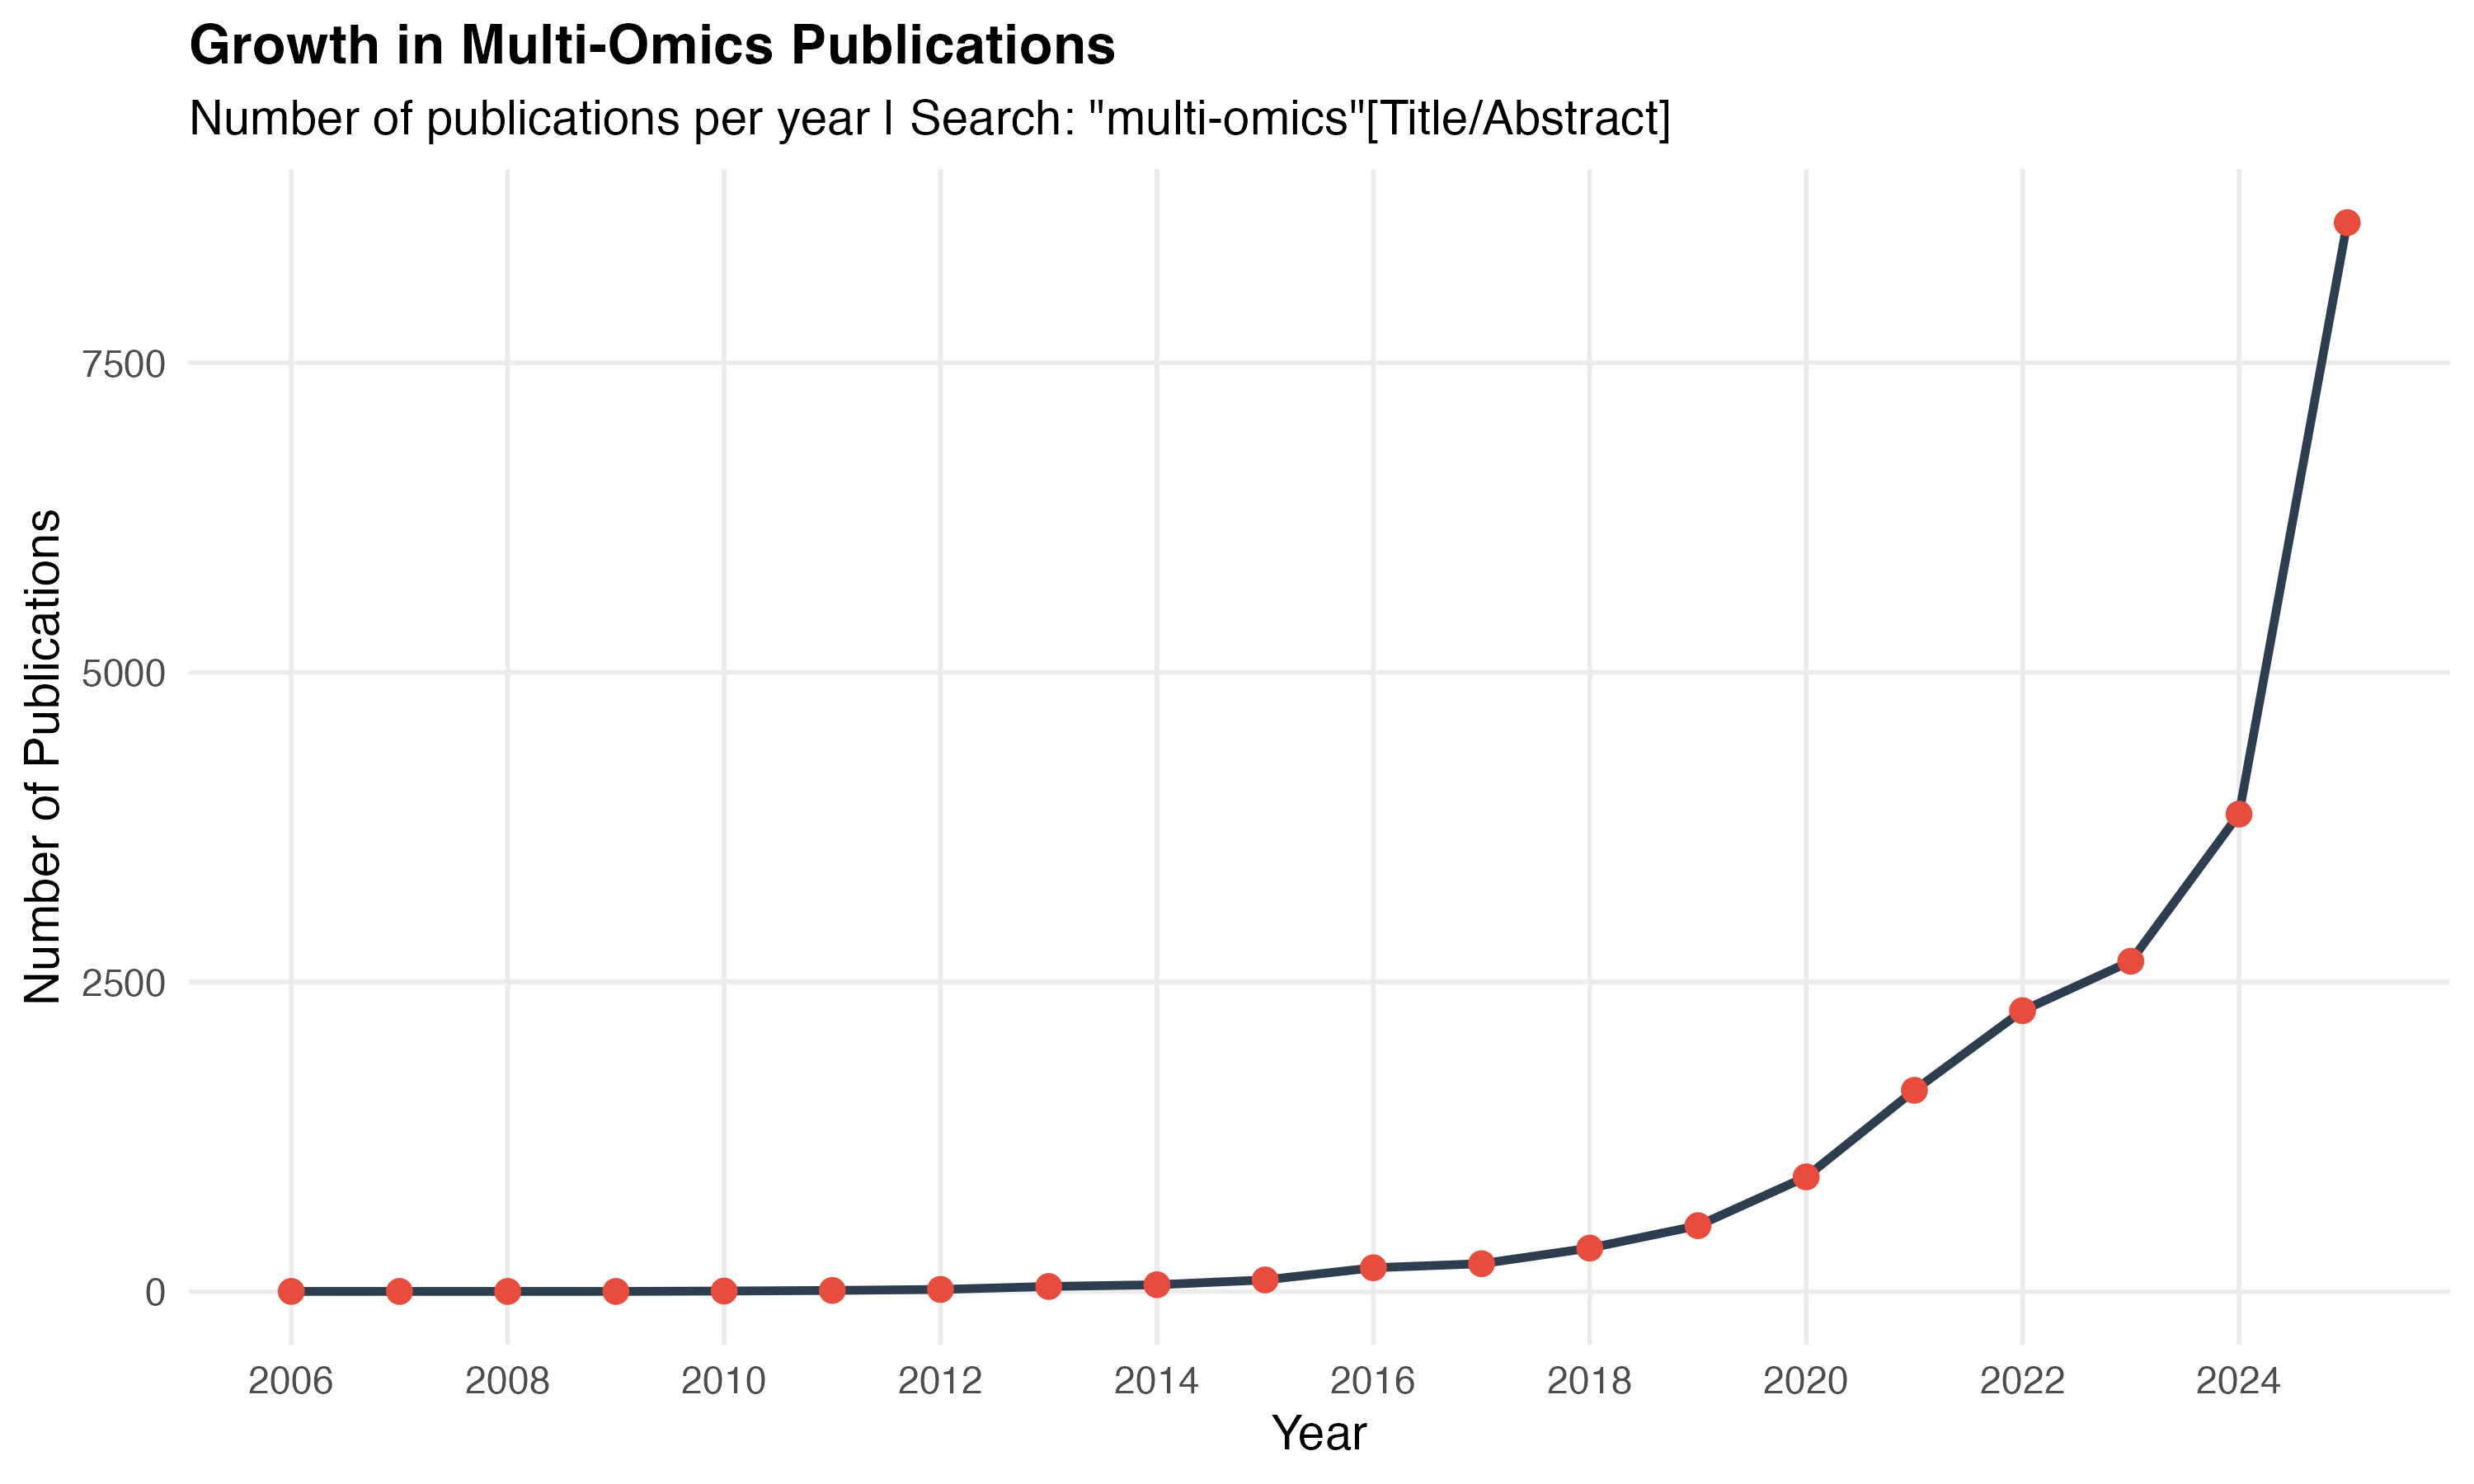 Growth in Multi-Omics Publications
Number of publications per year | Search: "multi-omics"[Title/Abstract]
Number of Publications
7500
5000
2500
0
2006 2008 2010 2012 2014 2016 2018 2020 2022 2024
Year